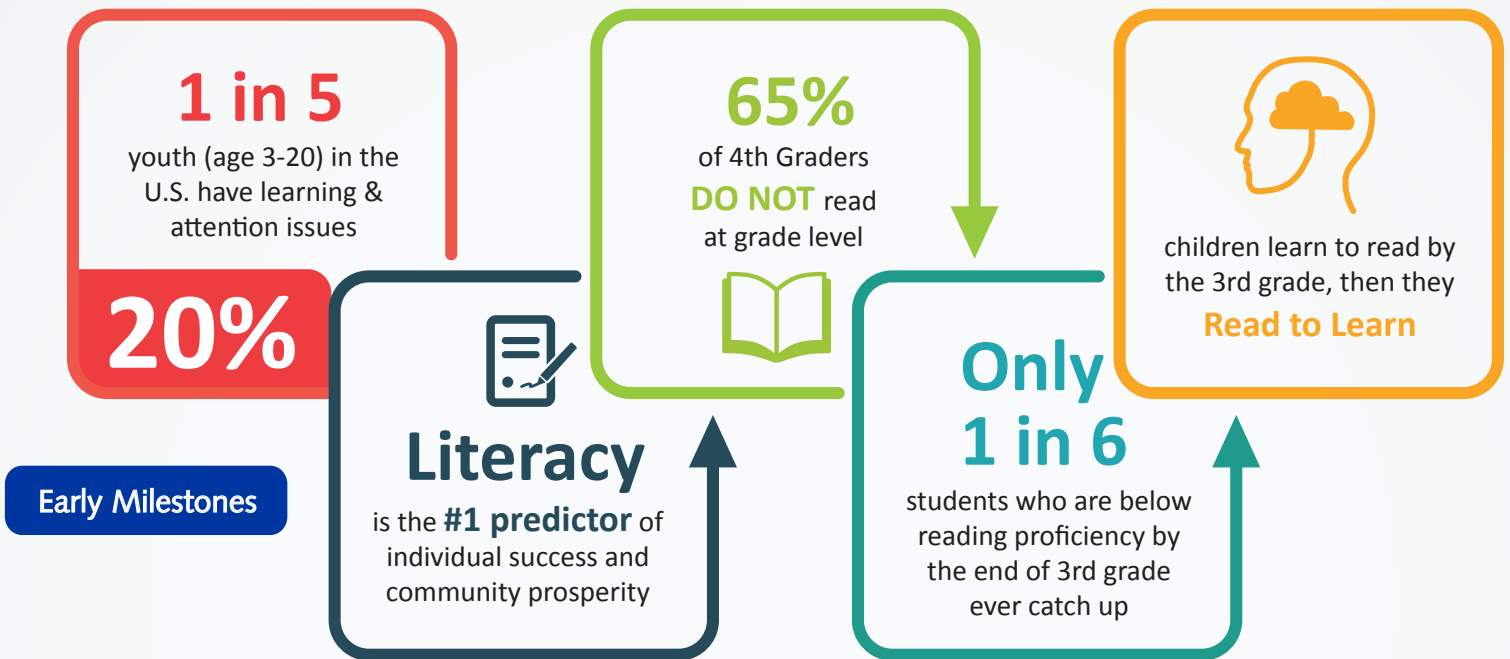 1 in 5
youth (age 3-20) in the
U.S. have learning &
attention issues
20%
Early Milestones
Literacy
is the #1 predictor of
individual success and
community prosperity
65%
of 4th Graders
DO NOT read
at grade level
Only
1 in 6
students who are below
reading proficiency by
the end of 3rd grade
ever catch up
children learn to read by
the 3rd grade, then they
Read to Learn